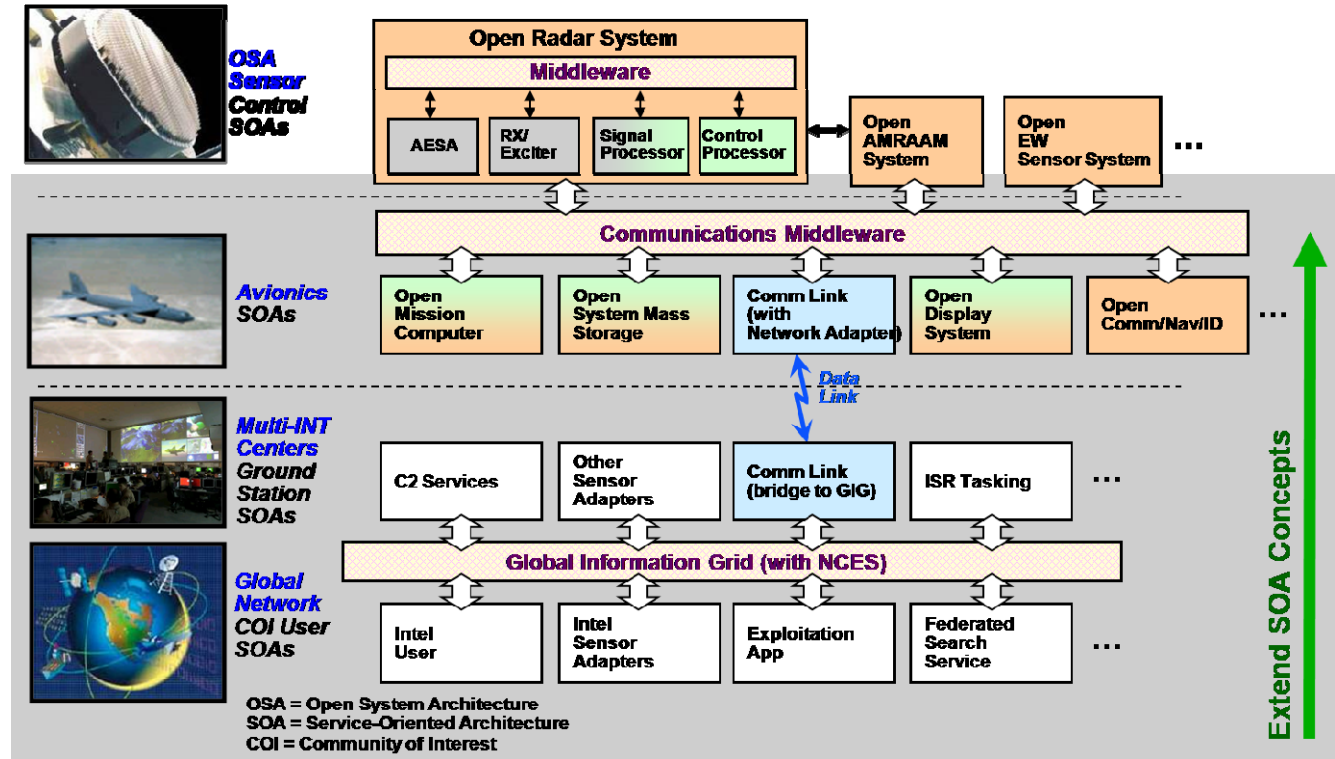 OSA
Sensor
Control
SOAs
Open Radar System
Middleware
AESA
RX/
Exciter
Signal
Processor
Control
Processor
Open
AMRAAM
System
Open
EW
Sensor System
...
Communications Middleware
Avionics
SOAs
Open
Mission
Computer
Open
System Mass
Storage
Comm Link
(with
Network Adapter)
Open
Display
System
Open
Comm/Nav/ID
...
Data
Link
Multi-INT
Centers
Ground
Station
SOAs
C2 Services
Other
Sensor
Adapters
Comm Link
(bridge to GIG)
ISR Tasking
...
Global Information Grid (with NCES)
Global
Network
COI User
SOAs
Intel
User
Intel
Sensor
Adapters
Exploitation
App
Federated
Search
Service
...
OSA = Open System Architecture
SOA = Service-Oriented Architecture
COI = Community of Interest
Extend SOA Concepts